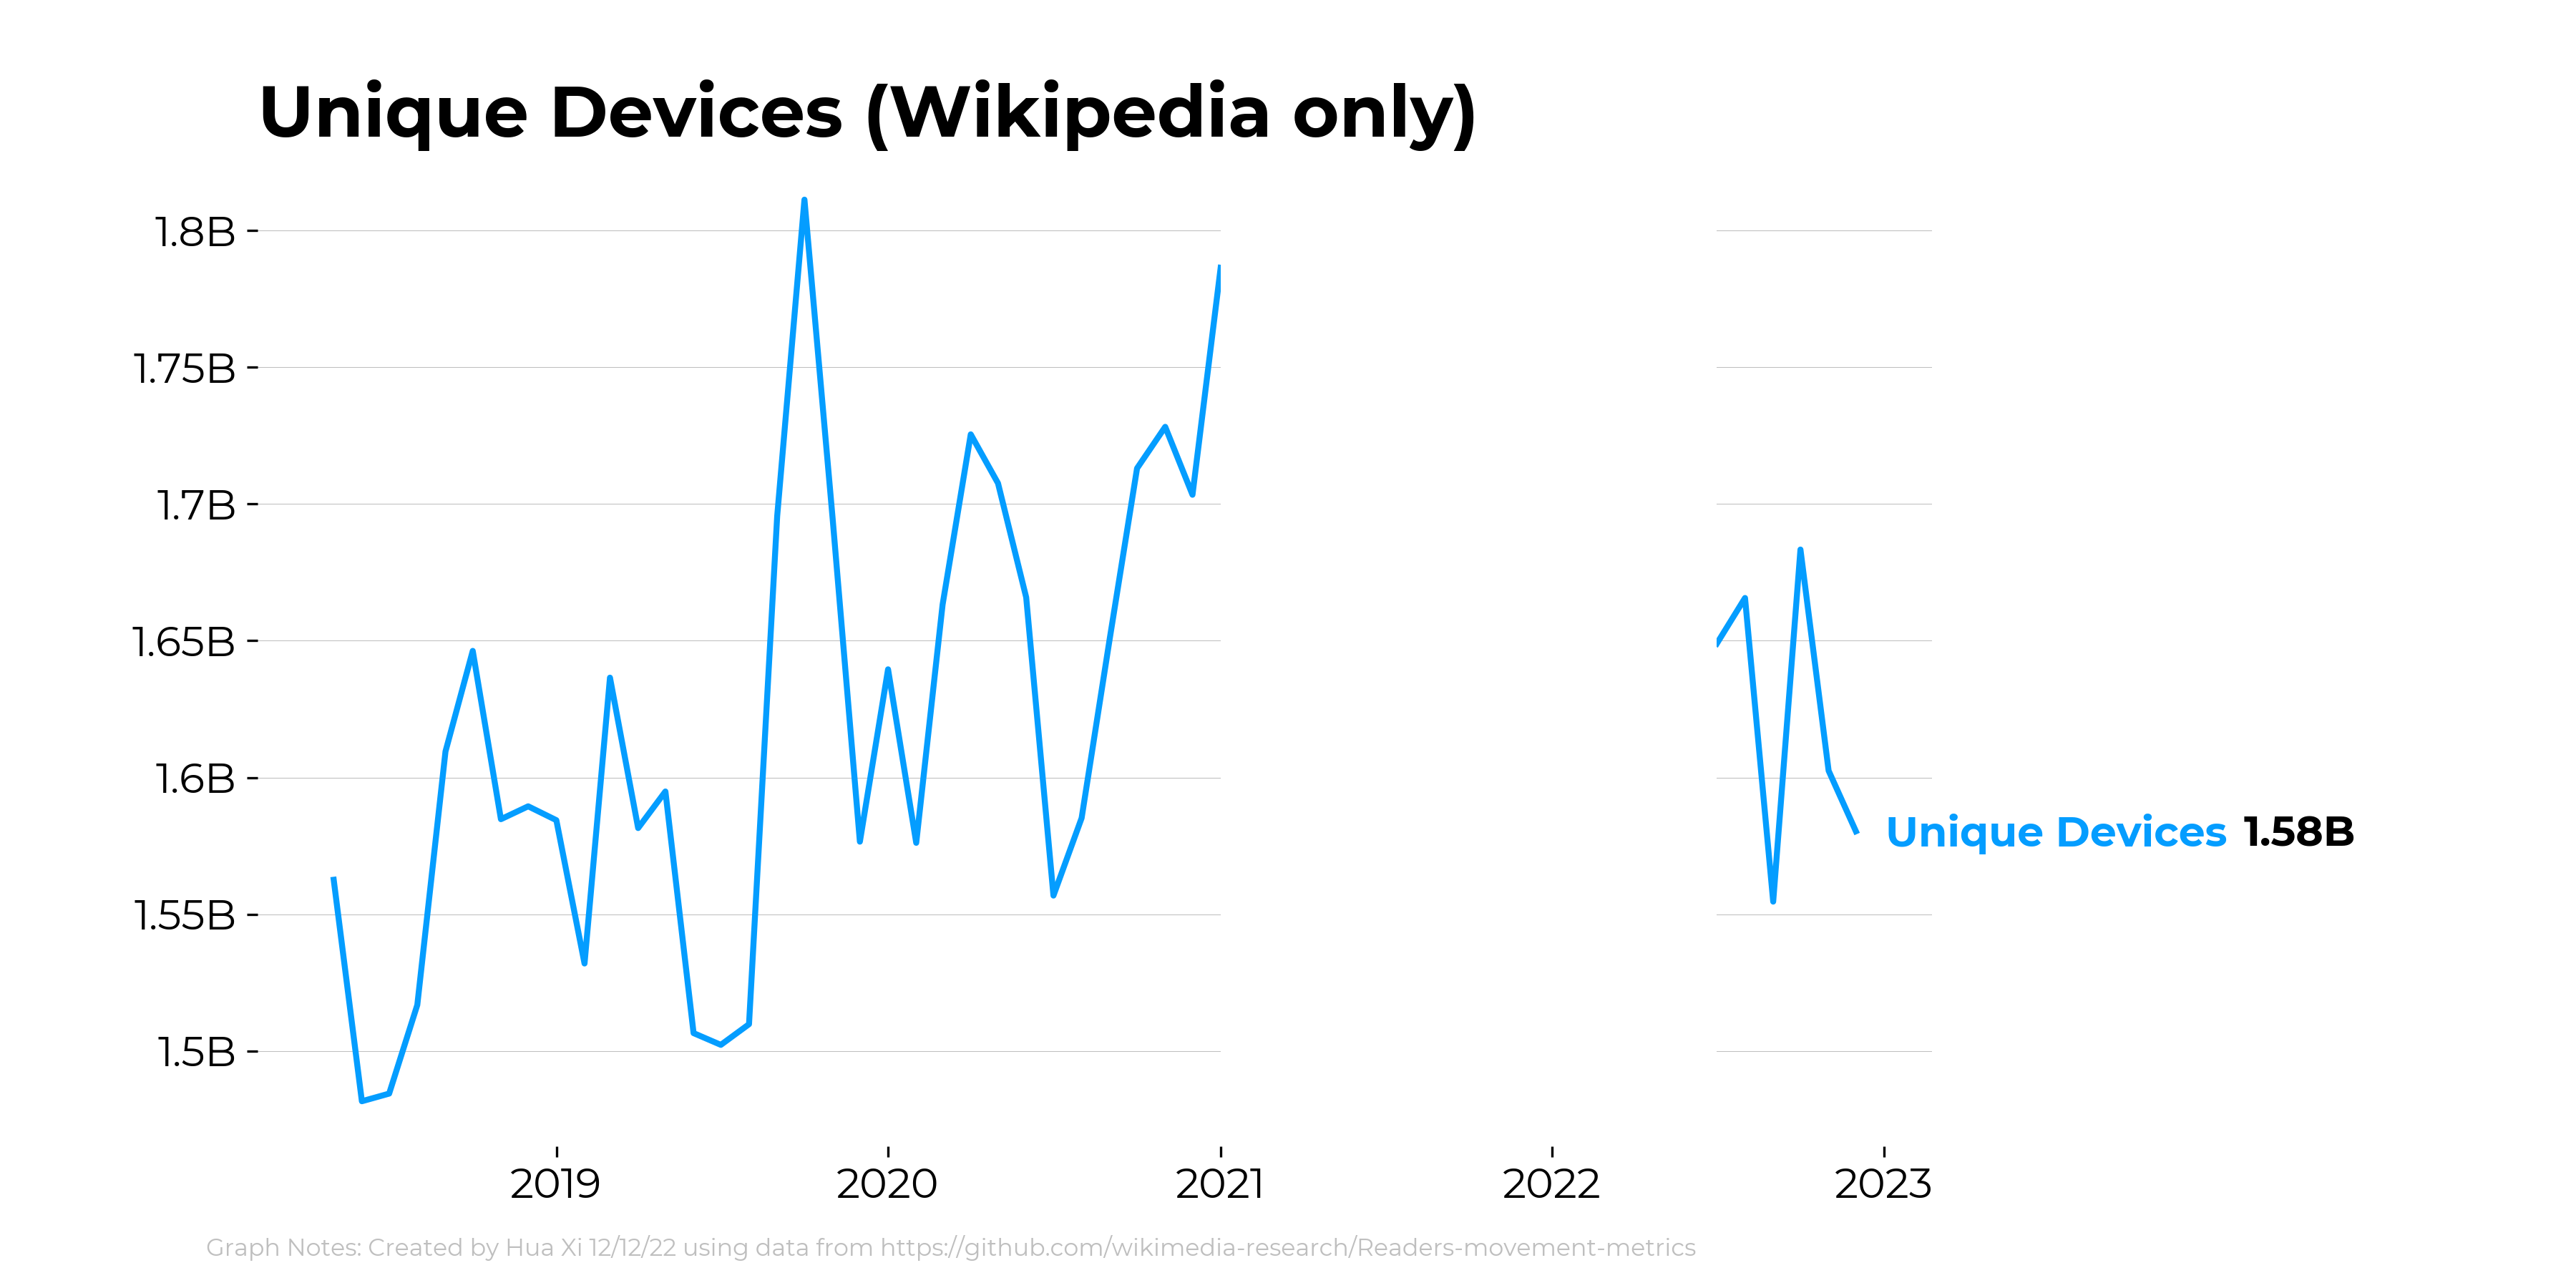 Unique Devices (Wikipedia only)
1.8B
1.75B
1.7B
1.65B
1.6B
1.55B
1.5B
Unique Devices 1.58B
2019 2020 2021 2022 2023
Graph Notes: Created by Hua Xi 12/12/22 using data from https://github.com/wikimedia-research/Readers-movement-metrics